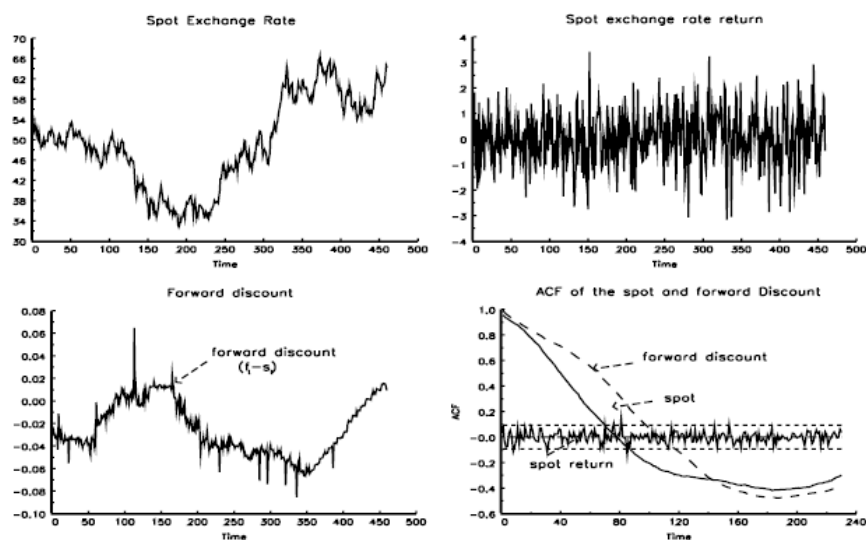 Spot Exchange Rate
66
62
58
54
50
46
42
38
34
30
0 50 100 150 200 250 300 350 400 450 500
Time
Spot exchange rate return
4
3
2
1
0
-1
-2
-3
-4
0 50 100 150 200 250 300 350 400 450 500
Time
Forward discount
0.08
0.06
0.04
0.02
0.00
-0.02
-0.04
-0.06
-0.08
-0.10
forward discount
(fₜ-sₜ)
0 50 100 150 200 250 300 350 400 450 500
Time
ACF of the spot and forward Discount
ACF
1.0
0.8
0.6
0.4
0.2
-0.0
-0.2
-0.4
-0.6
forward discount
spot
spot return
0 40 80 120 160 200 240
Time